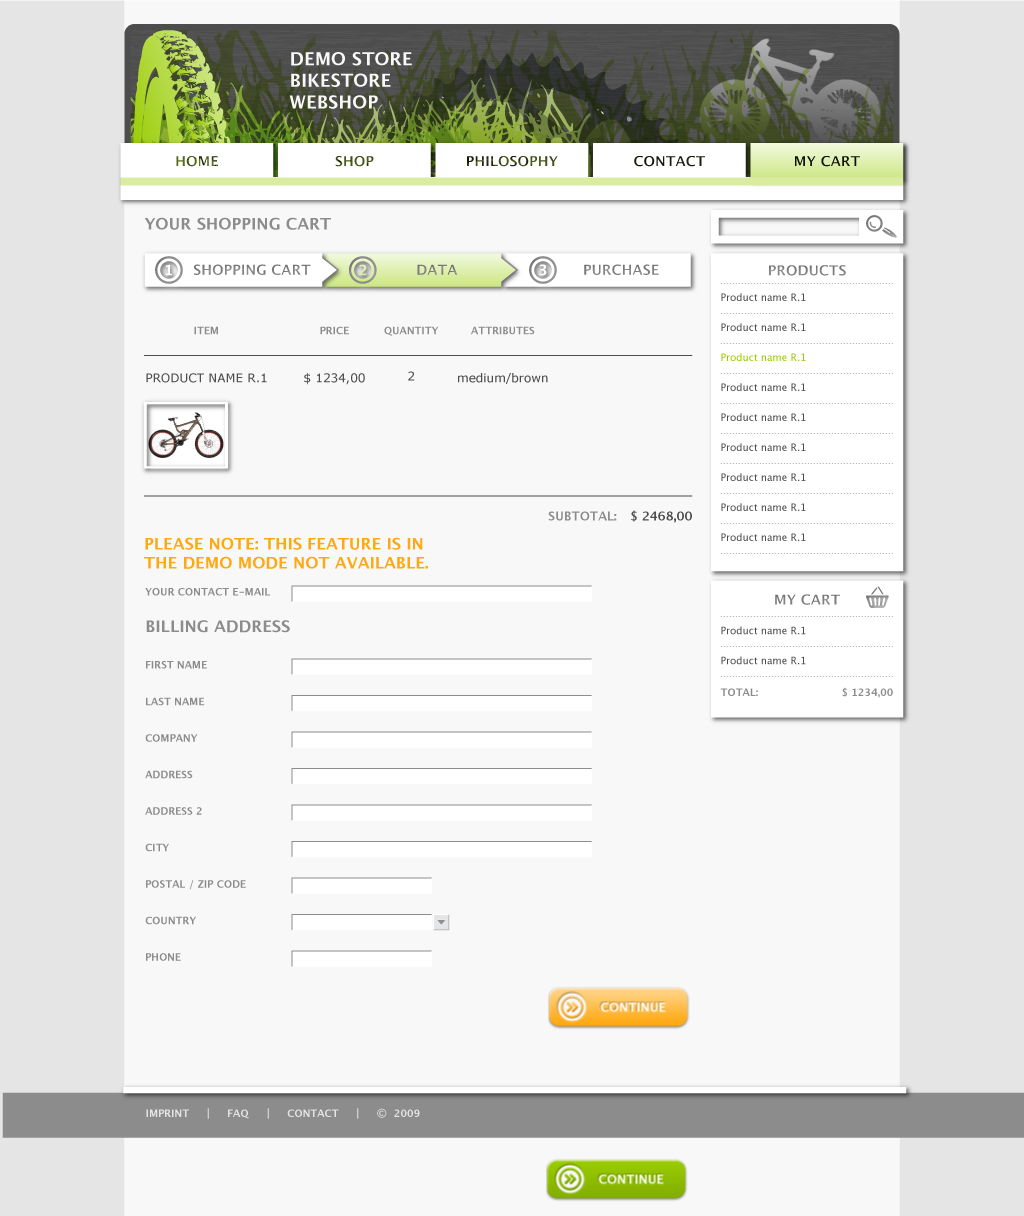 DEMO STORE
BIKESTORE
WEBSHOP
HOME
SHOP
PHILOSOPHY
CONTACT
MY CART
YOUR SHOPPING CART
1 SHOPPING CART
2 DATA
3 PURCHASE
ITEM PRICE QUANTITY ATTRIBUTES
PRODUCT NAME R.1 $ 1234,00 2 medium/brown
SUBTOTAL: $ 2468,00
PLEASE NOTE: THIS FEATURE IS IN
THE DEMO MODE NOT AVAILABLE.
YOUR CONTACT E-MAIL
BILLING ADDRESS
FIRST NAME
LAST NAME
COMPANY
ADDRESS
ADDRESS 2
CITY
POSTAL / ZIP CODE
COUNTRY
PHONE
CONTINUE
PRODUCTS
Product name R.1
Product name R.1
Product name R.1
Product name R.1
Product name R.1
Product name R.1
Product name R.1
Product name R.1
Product name R.1
MY CART
Product name R.1
Product name R.1
TOTAL: $ 1234,00
IMPRINT | FAQ | CONTACT | © 2009
CONTINUE